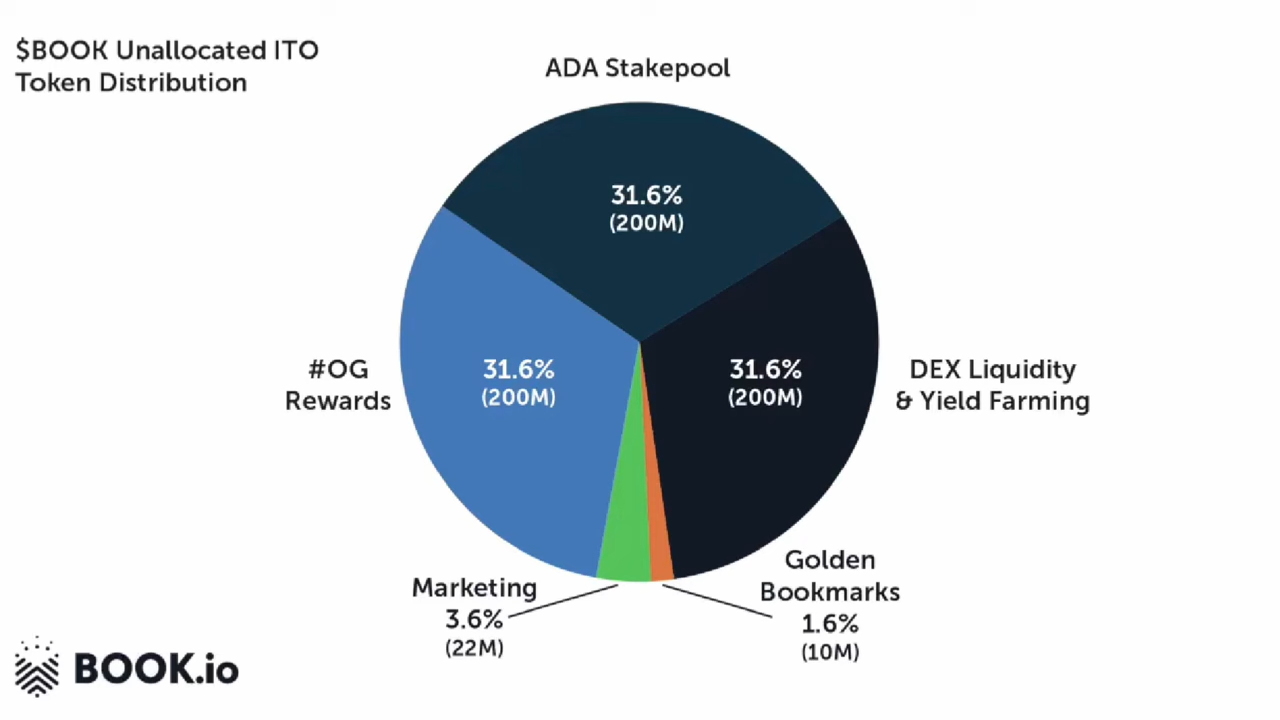 $BOOK Unallocated ITO
Token Distribution
ADA Stakepool
31.6%
(200M)
#OG
Rewards
31.6%
(200M)
31.6%
(200M)
DEX Liquidity
& Yield Farming
Marketing
3.6%
(22M)
Golden
Bookmarks
1.6%
(10M)
BOOK.io